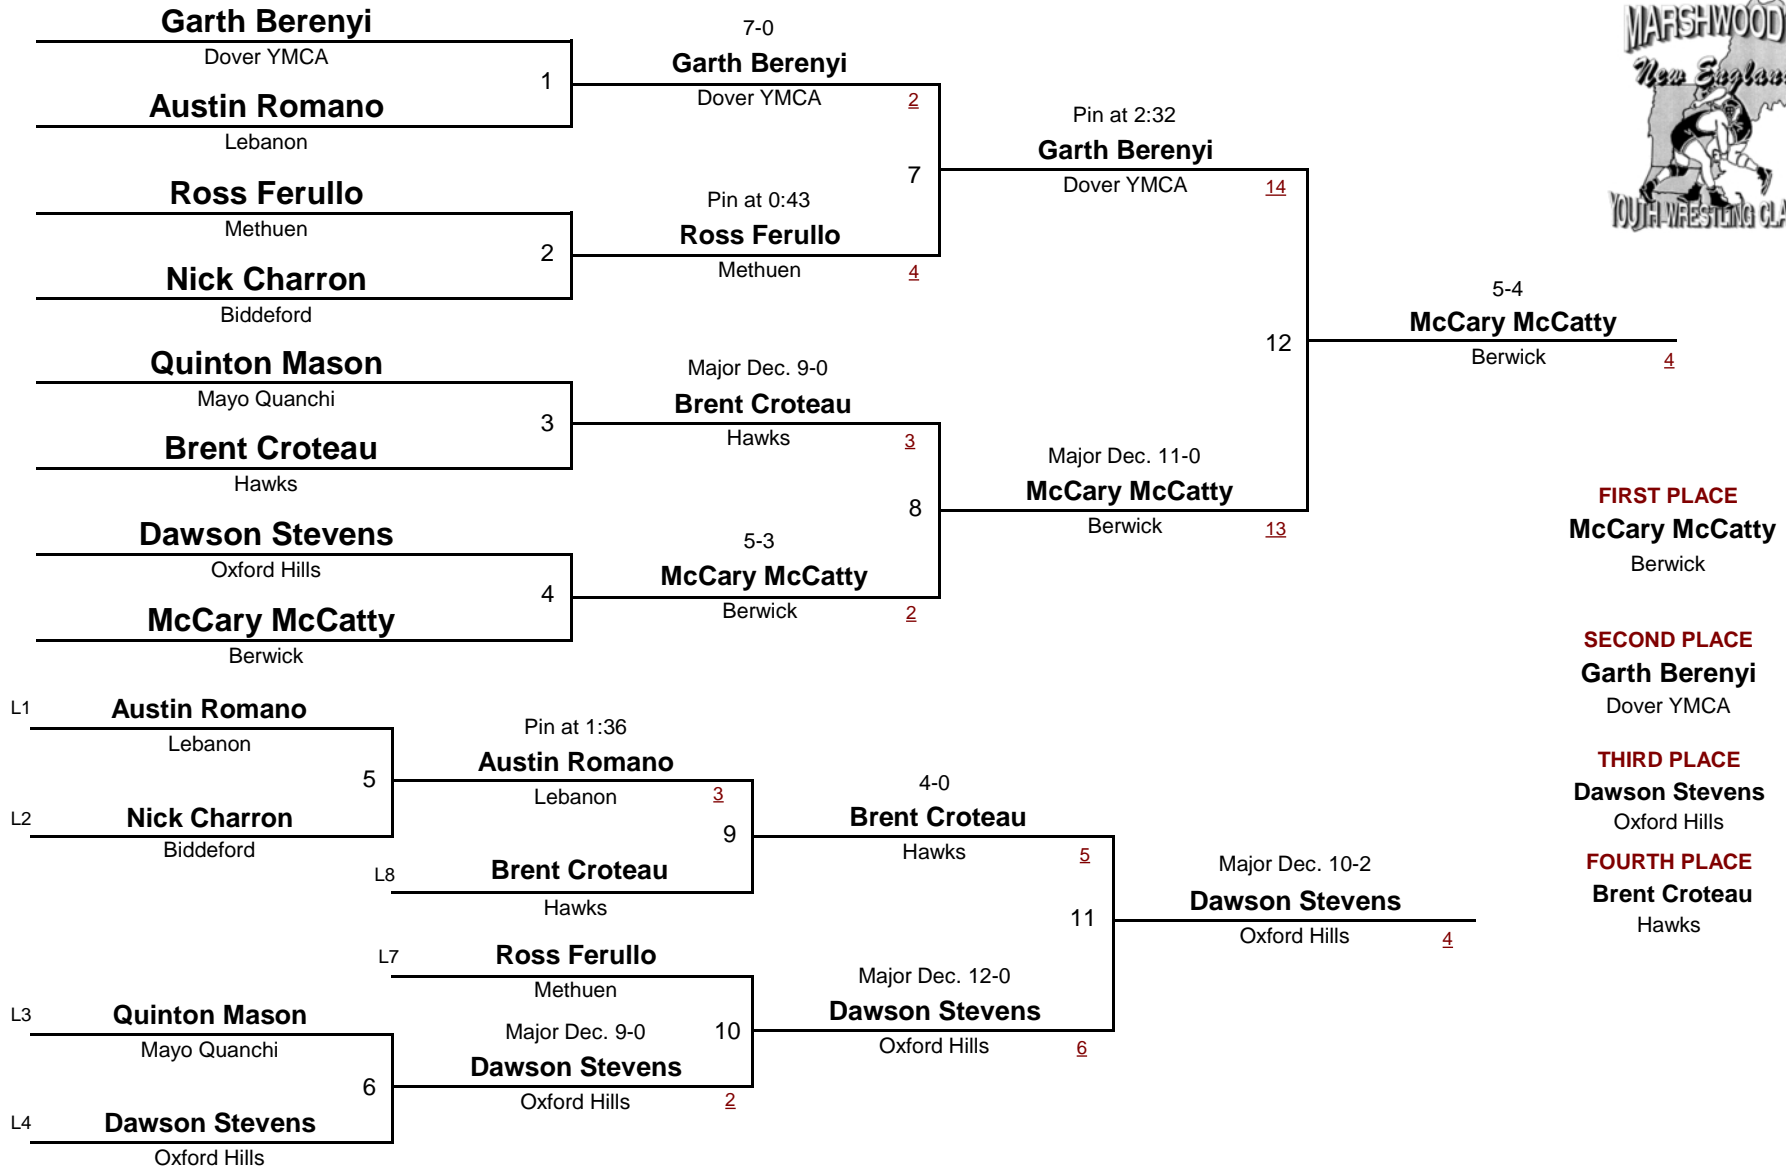 Garth Berenyi
Dover YMCA
1
Austin Romano
Lebanon
Ross Ferullo
Methuen
2
Nick Charron
Biddeford
Quinton Mason
Mayo Quanchi
3
Brent Croteau
Hawks
Dawson Stevens
Oxford Hills
4
McCary McCatty
Berwick
7-0
Garth Berenyi
Dover YMCA 2
7
Pin at 0:43
Ross Ferullo
Methuen 4
Major Dec. 9-0
Brent Croteau
Hawks 3
8
5-3
McCary McCatty
Berwick 2
Pin at 2:32
Garth Berenyi
Dover YMCA 14
12
Major Dec. 11-0
McCary McCatty
Berwick 13
5-4
McCary McCatty
Berwick 4
MARSHWOOD
New England
YOUTH WRESTLING
FIRST PLACE
McCary McCatty
Berwick
SECOND PLACE
Garth Berenyi
Dover YMCA
THIRD PLACE
Dawson Stevens
Oxford Hills
FOURTH PLACE
Brent Croteau
Hawks
L1 Austin Romano
Lebanon
5
L2 Nick Charron
Biddeford
Pin at 1:36
Austin Romano
Lebanon 3
9
L8 Brent Croteau
Hawks
L7 Ross Ferullo
Methuen
10
L3 Quinton Mason
Mayo Quanchi
6
L4 Dawson Stevens
Oxford Hills
Major Dec. 9-0
Dawson Stevens
Oxford Hills 2
4-0
Brent Croteau
Hawks 5
11
Major Dec. 12-0
Dawson Stevens
Oxford Hills 6
Major Dec. 10-2
Dawson Stevens
Oxford Hills 4